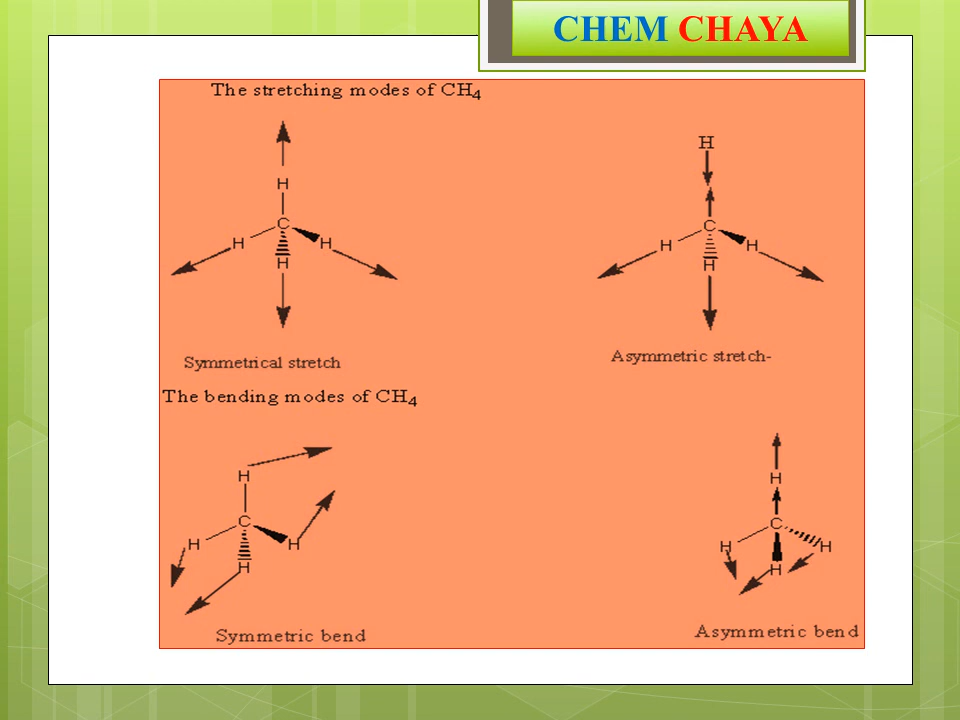 CHEM CHAYA
The stretching modes of CH4
H
H
C
H
H
H
H
C
H
H
H
Symmetrical stretch
Asymmetric stretch-
The bending modes of CH4
H
C
H
H
H
H
C
H
H
H
Symmetric bend
Asymmetric bend